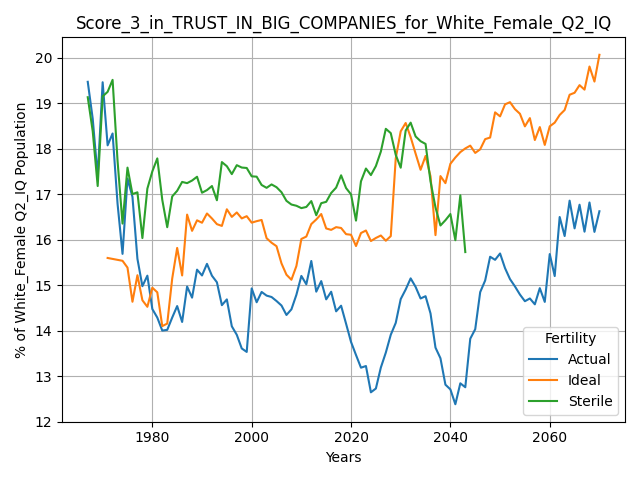 Score_3_in_TRUST_IN_BIG_COMPANIES_for_White_Female_Q2_IQ
% of White_Female Q2_IQ Population
20
19
18
17
16
15
14
13
12
1980
2000
2020
2040
2060
Years
Fertility
Actual
Ideal
Sterile